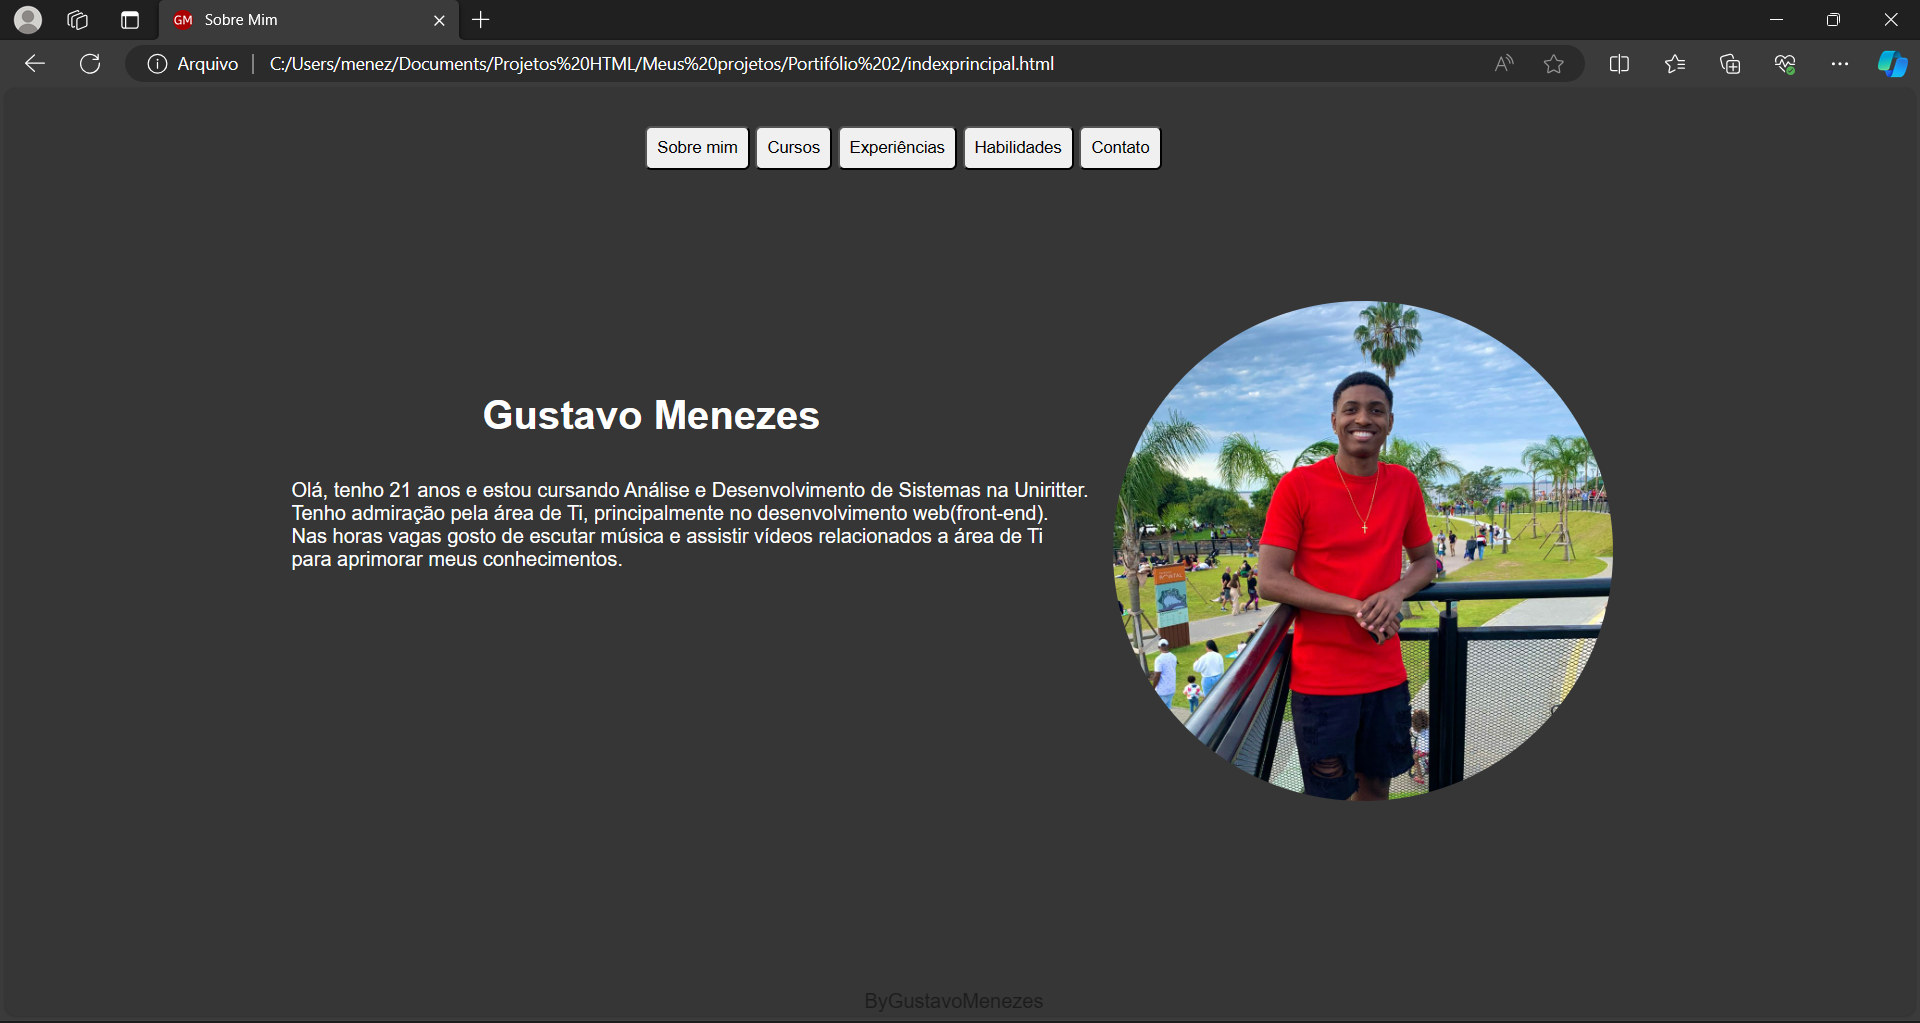 GM Sobre Mim
Arquivo C:/Users/menez/Documents/Projetos%20HTML/Meus%20projetos/Portifólio%202/indexprincipal.html
Sobre mim Cursos Experiências Habilidades Contato
Gustavo Menezes
Olá, tenho 21 anos e estou cursando Análise e Desenvolvimento de Sistemas na Uniritter.
Tenho admiração pela área de Ti, principalmente no desenvolvimento web(front-end).
Nas horas vagas gosto de escutar música e assistir vídeos relacionados a área de Ti
para aprimorar meus conhecimentos.
ByGustavoMenezes